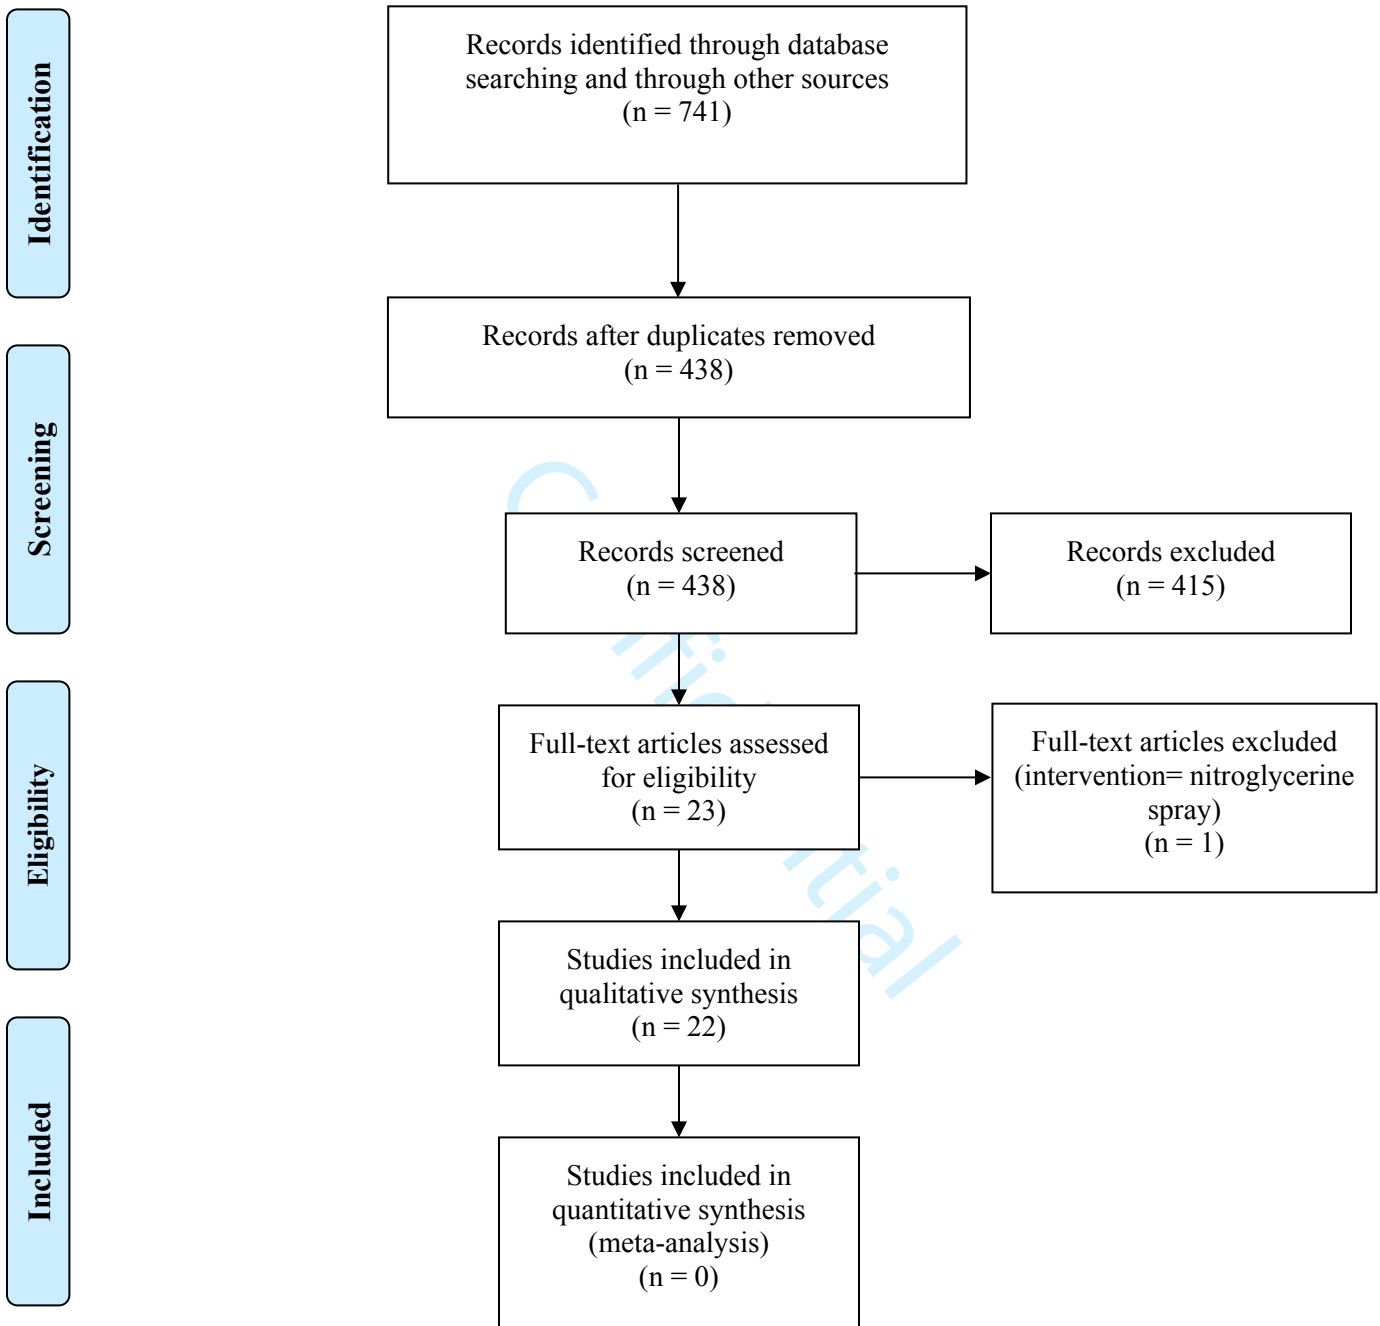 Identification
Records identified through database
searching and through other sources
(n = 741)
Records after duplicates removed
(n = 438)
Screening
Records screened
(n = 438)
Records excluded
(n = 415)
Eligibility
Full-text articles assessed
for eligibility
(n = 23)
Full-text articles excluded
(intervention= nitroglycerine
spray)
(n = 1)
Studies included in
qualitative synthesis
(n = 22)
Included
Studies included in
quantitative synthesis
(meta-analysis)
(n = 0)